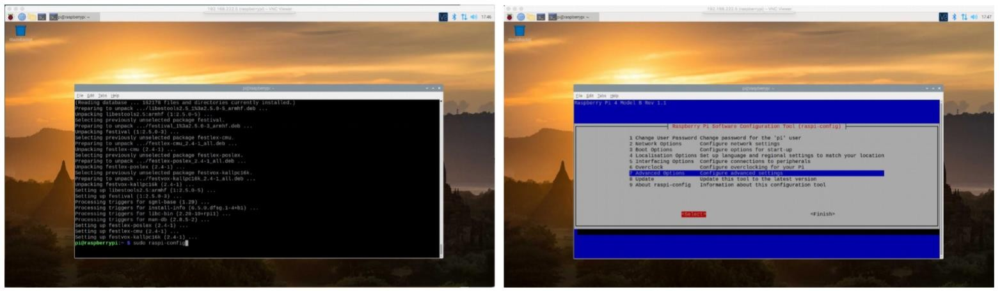 192.168.222.5 (raspberrypi) – VNC Viewer
pi@raspberrypi: ~
17:46
Wastebasket
pi@raspberrypi: ~
File Edit Tabs Help
(Reading database ... 162178 files and directories currently installed.)
Preparing to unpack .../libestools2.5_1%3a2.5.0-5_armhf.deb ...
Unpacking libestools2.5:armhf (1:2.5.0-5) ...
Selecting previously unselected package festival.
Preparing to unpack .../festival_1%3a2.5.0-3_armhf.deb ...
Unpacking festival (1:2.5.0-3) ...
Selecting previously unselected package festlex-cmu.
Preparing to unpack .../festlex-cmu_2.4-1_all.deb ...
Unpacking festlex-cmu (2.4-1) ...
Selecting previously unselected package festlex-poslex.
Preparing to unpack .../festlex-poslex_2.4-1_all.deb ...
Unpacking festlex-poslex (2.4-1) ...
Selecting previously unselected package festvox-kallpc16k.
Preparing to unpack .../festvox-kallpc16k_2.4-1_all.deb ...
Unpacking festvox-kallpc16k (2.4-1) ...
Setting up libestools2.5:armhf (1:2.5.0-5) ...
Setting up festival (1:2.5.0-3) ...
Processing triggers for sgml-base (1.29) ...
Processing triggers for install-info (6.5.0.dfsg.1-4+b1) ...
Processing triggers for libc-bin (2.28-10+rpi1) ...
Processing triggers for man-db (2.8.5-2) ...
Setting up festlex-poslex (2.4-1) ...
Setting up festlex-cmu (2.4-1) ...
Setting up festvox-kallpc16k (2.4-1) ...
pi@raspberrypi:~ $ sudo raspi-config
192.168.222.5 (raspberrypi) – VNC Viewer
pi@raspberrypi: ~
17:47
Wastebasket
pi@raspberrypi: ~
File Edit Tabs Help
Raspberry Pi 4 Model B Rev 1.1
Raspberry Pi Software Configuration Tool (raspi-config)
1 Change User Password Change password for the 'pi' user
2 Network Options Configure network settings
3 Boot Options Configure options for start-up
4 Localisation Options Set up language and regional settings to match your location
5 Interfacing Options Configure connections to peripherals
6 Overclock Configure overclocking for your Pi
7 Advanced Options Configure advanced settings
8 Update Update this tool to the latest version
9 About raspi-config Information about this configuration tool
<Select> <Finish>